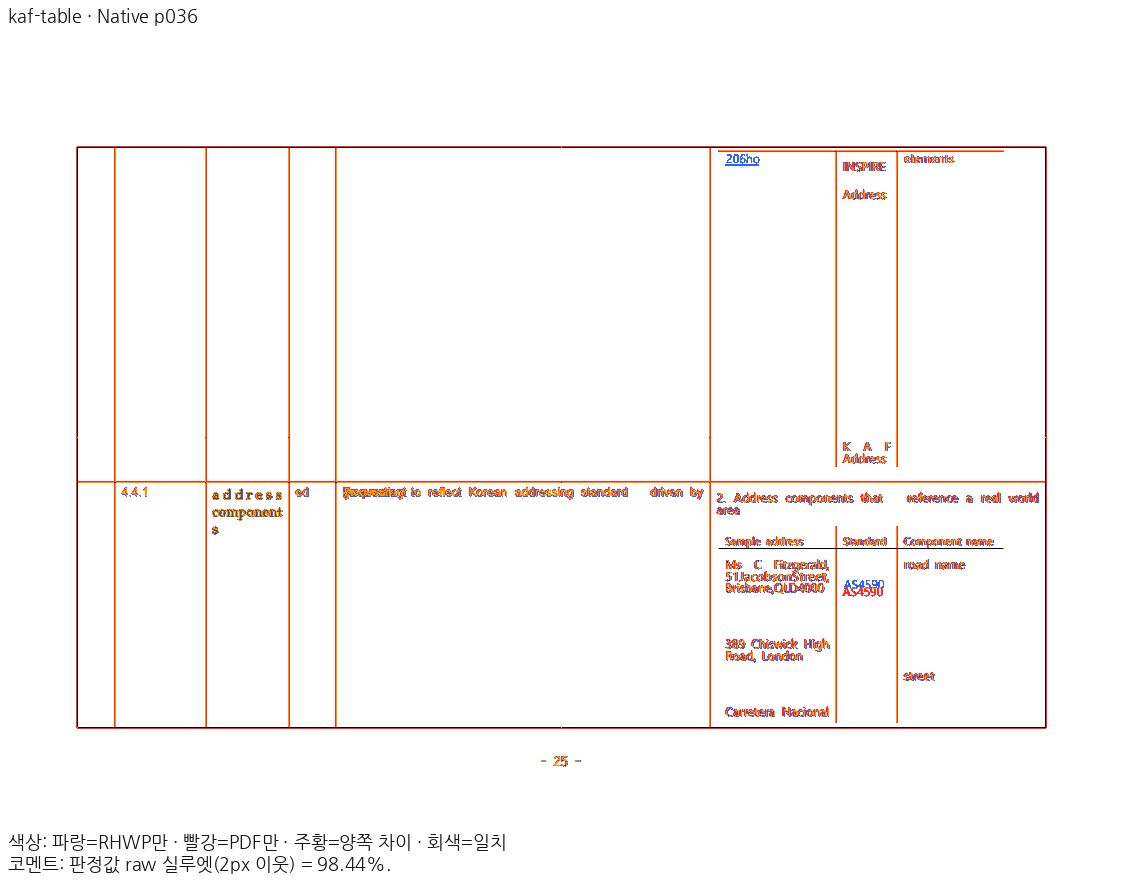 kaf-table · Native p036
206ho
INSPIRE
Address
elements
K A F
Address
4.4.1
address
component
s
ed
to reflect Korean addressing standard driven by
2. Address components that reference a real world
area
Sample address
Standard
Component name
Ms C Fitzgerald,
51JacobsonStreet,
Brisbane,QLD4000
AS4590
AS4590
road name
389 Chiswick High
Road, London
street
Carretera Nacional
- 25 -
색상: 파랑=RHWP만 · 빨강=PDF만 · 주황=양쪽 차이 · 회색=일치
코멘트: 판정값 raw 실루엣(2px 이웃) = 98.44%.